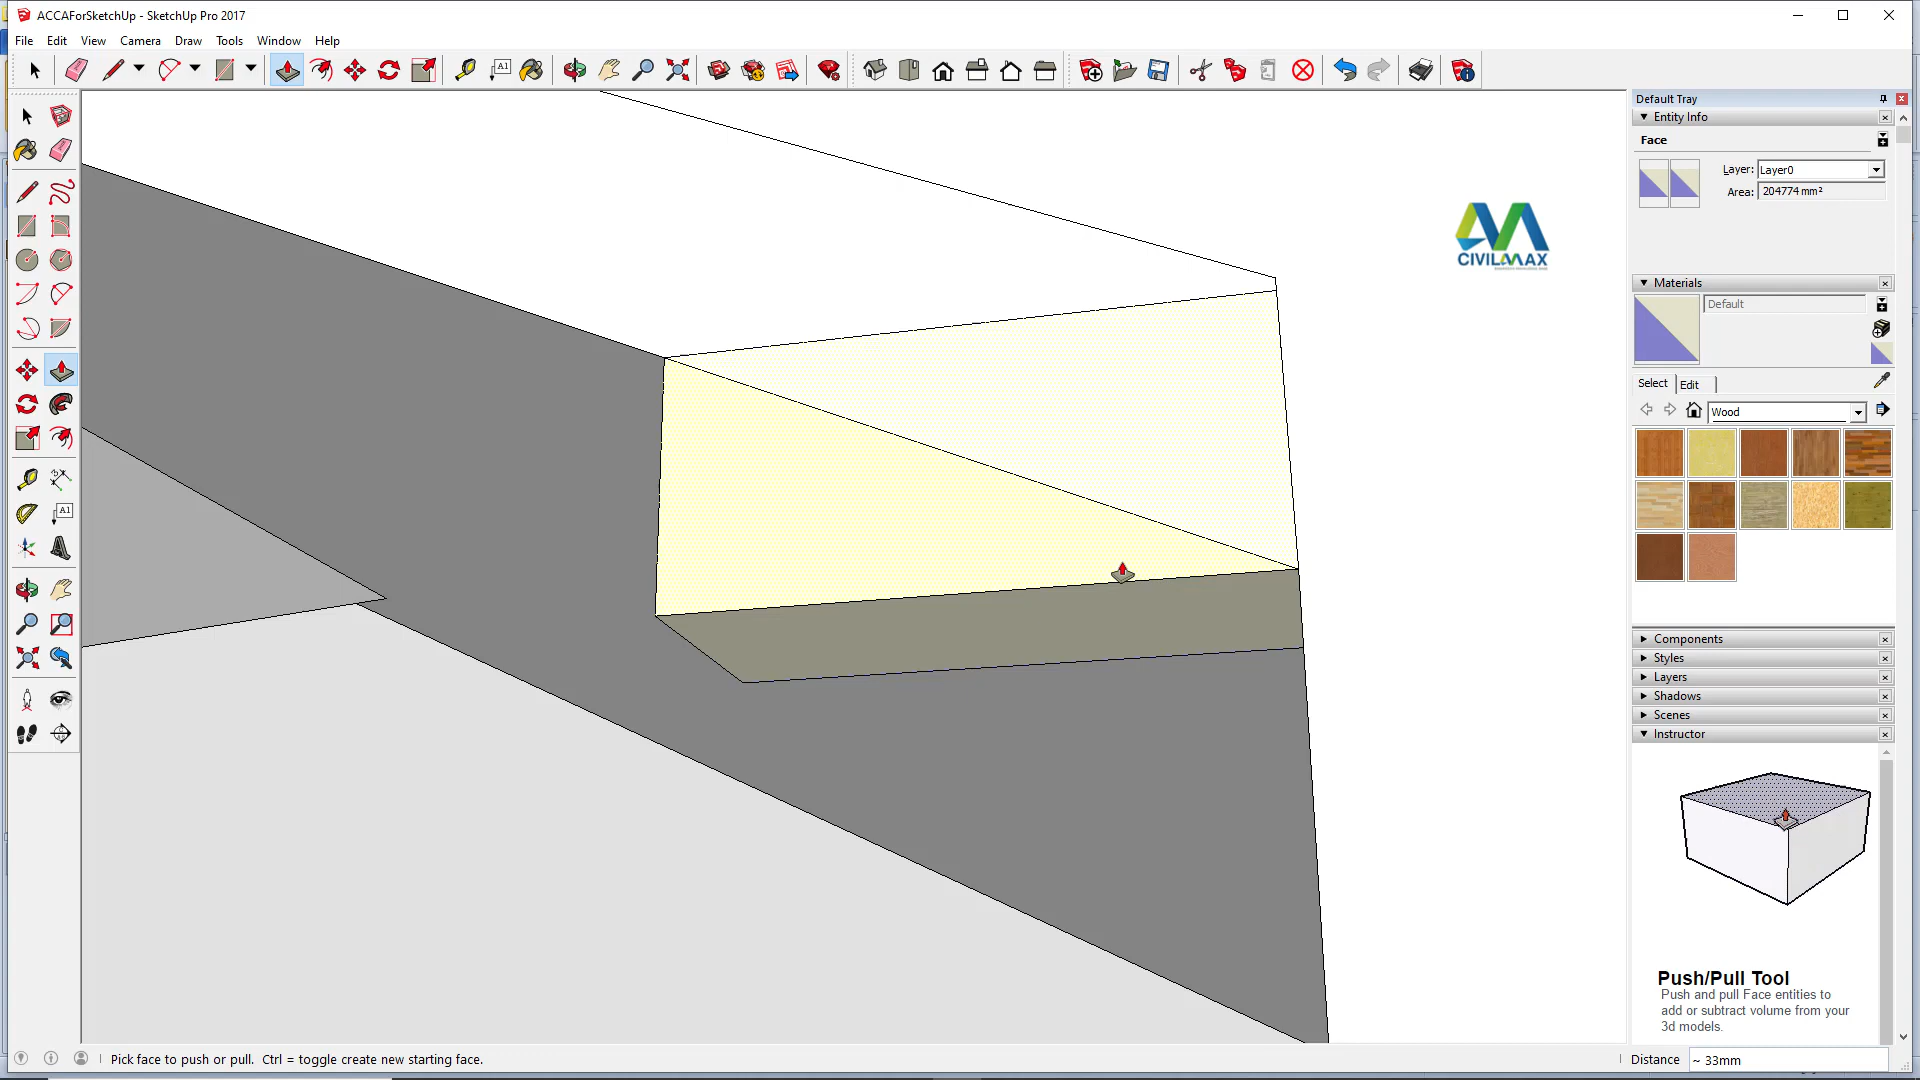 ACCAForSketchUp - SketchUp Pro 2017
File Edit View Camera Draw Tools Window Help
A1
Default Tray
Entity Info
Face
Layer: Layer0
Area: 204774 mm²
CIVILMAX
Materials
Default
Select Edit
Wood
A1
Components
Styles
Layers
Shadows
Scenes
Instructor
Push/Pull Tool
Push and pull Face entities to
add or subtract volume from your
3d models.
Pick face to push or pull. Ctrl = toggle create new starting face.
Distance ~ 33mm